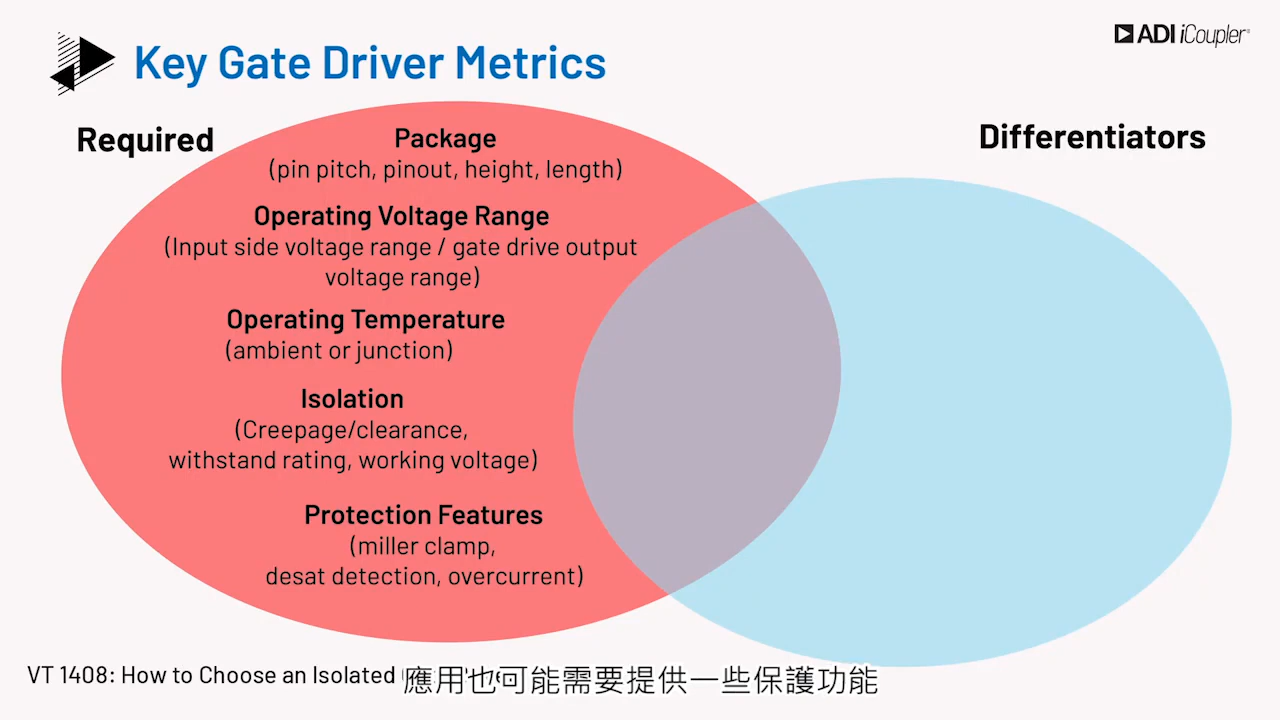 Key Gate Driver Metrics
ADI iCoupler®
Required
Differentiators
Package
(pin pitch, pinout, height, length)
Operating Voltage Range
(Input side voltage range / gate drive output
voltage range)
Operating Temperature
(ambient or junction)
Isolation
(Creepage/clearance,
withstand rating, working voltage)
Protection Features
(miller clamp,
desat detection, overcurrent)
VT 1408: How to Choose an Isolated
應用也可能需要提供一些保護功能